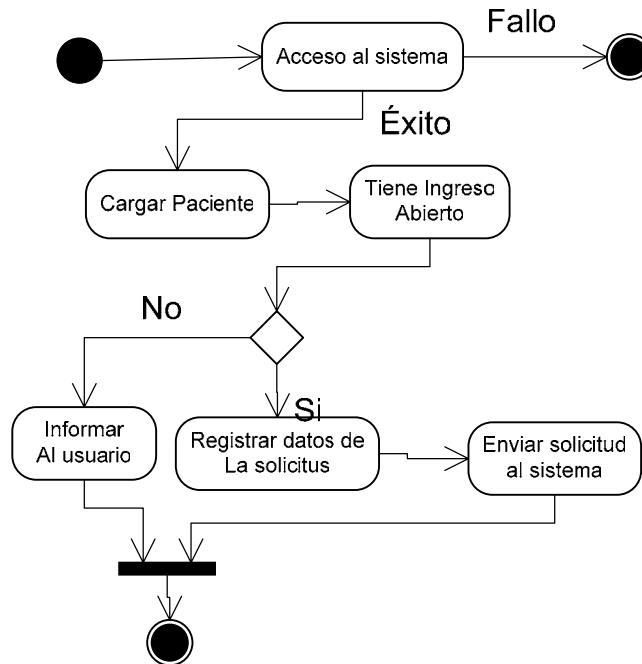 Fallo
Acceso al sistema
Éxito
Cargar Paciente
Tiene Ingreso
Abierto
No
Si
Informar
Al usuario
Registrar datos de
La solicitus
Enviar solicitud
al sistema